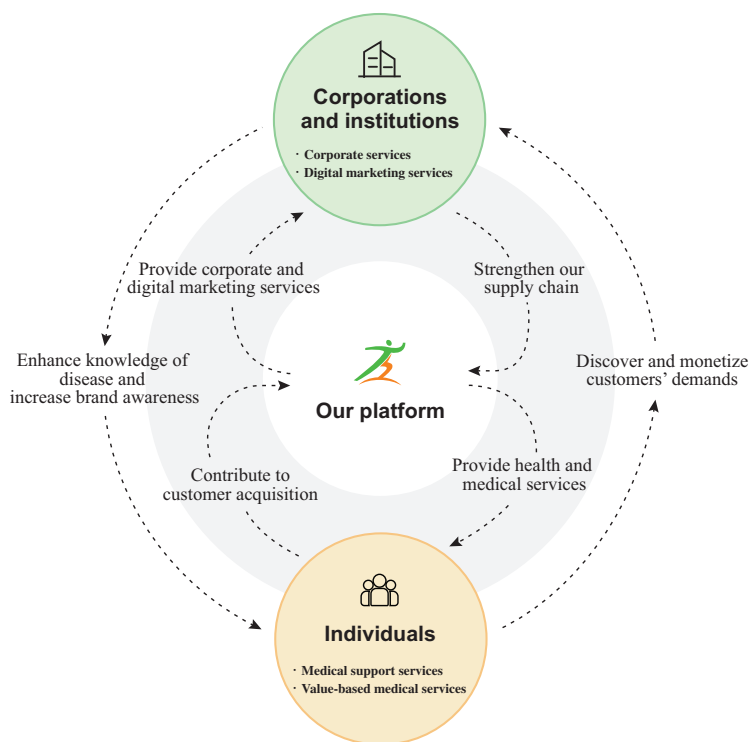 Corporations
and institutions
· Corporate services
· Digital marketing services
Provide corporate and
digital marketing services
Strengthen our
supply chain
Enhance knowledge of
disease and
increase brand awareness
Our platform
Discover and monetize
customers’ demands
Contribute to
customer acquisition
Provide health and
medical services
Individuals
· Medical support services
· Value-based medical services